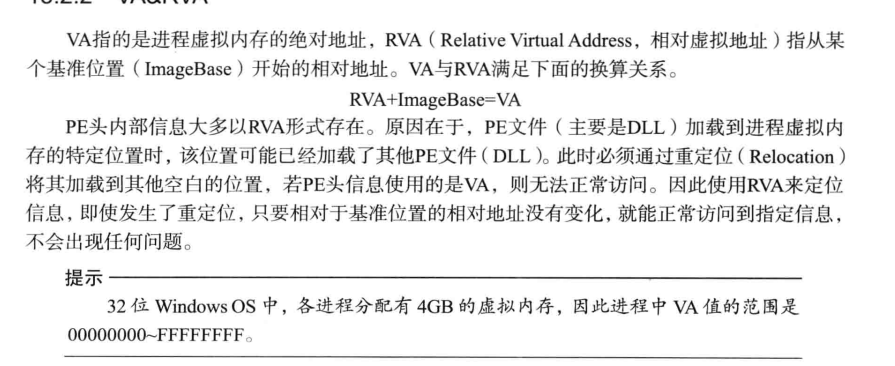 VA指的是进程虚拟内存的绝对地址，RVA（Relative Virtual Address，相对虚拟地址）指从某
个基准位置（ImageBase）开始的相对地址。VA与RVA满足下面的换算关系。
RVA+ImageBase=VA
PE头内部信息大多以RVA形式存在。原因在于，PE文件（主要是DLL）加载到进程虚拟内
存的特定位置时，该位置可能已经加载了其他PE文件（DLL）。此时必须通过重定位（Relocation）
将其加载到其他空白的位置，若PE头信息使用的是VA，则无法正常访问。因此使用RVA来定位
信息，即使发生了重定位，只要相对于基准位置的相对地址没有变化，就能正常访问到指定信息，
不会出现任何问题。
提示
32 位 Windows OS 中，各进程分配有 4GB 的虚拟内存，因此进程中 VA 值的范围是
00000000~FFFFFFFF。